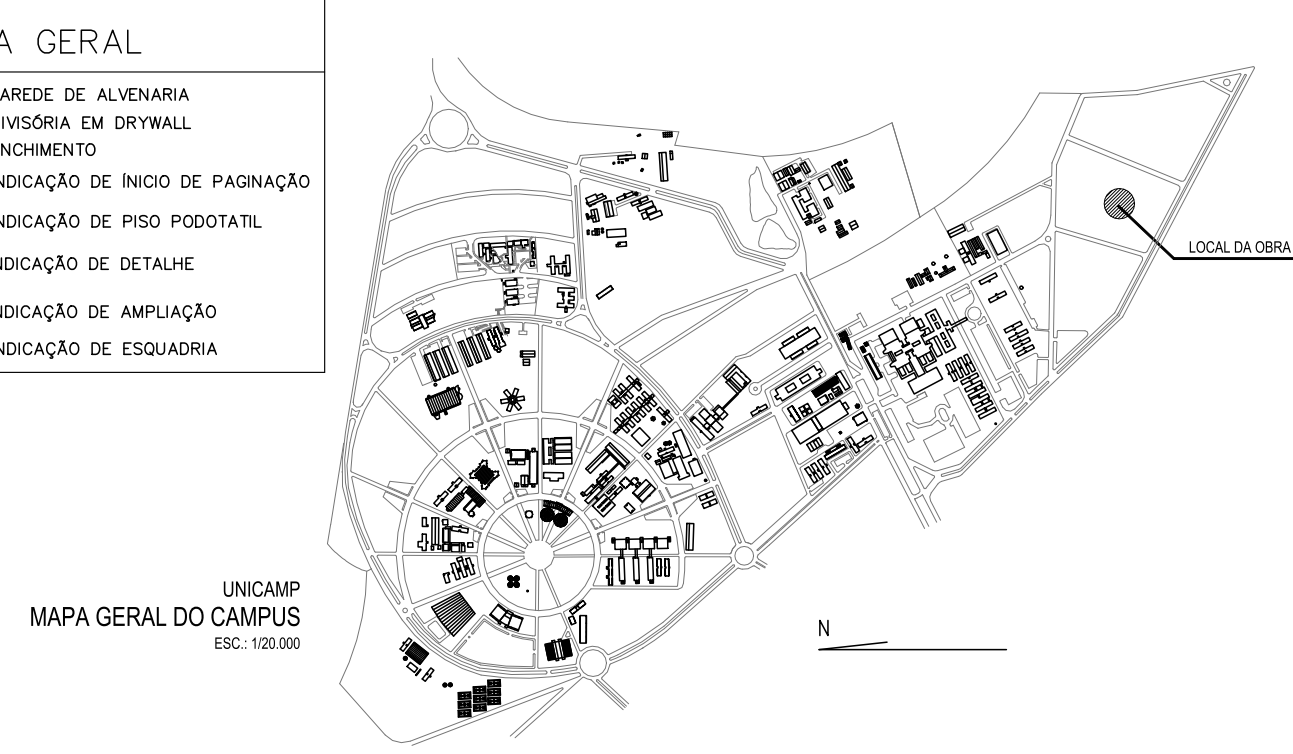 A GERAL
AREDE DE ALVENARIA
IVISÓRIA EM DRYWALL
NCHIMENTO
NDICAÇÃO DE ÍNICIO DE PAGINAÇÃO
NDICAÇÃO DE PISO PODOTATIL
NDICAÇÃO DE DETALHE
NDICAÇÃO DE AMPLIAÇÃO
NDICAÇÃO DE ESQUADRIA
LOCAL DA OBRA
UNICAMP
MAPA GERAL DO CAMPUS
ESC.: 1/20.000
N